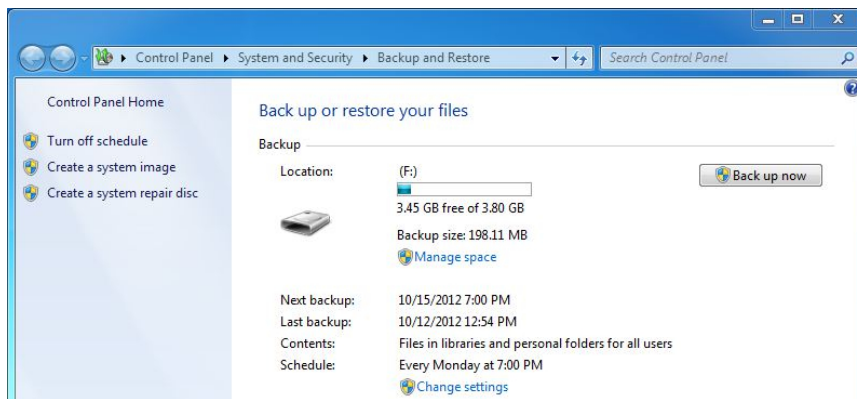 Control Panel System and Security Backup and Restore Search Control Panel
Control Panel Home
Turn off schedule
Create a system image
Create a system repair disc
Back up or restore your files
Backup
Location: (F:) Back up now
3.45 GB free of 3.80 GB
Backup size: 198.11 MB
Manage space
Next backup: 10/15/2012 7:00 PM
Last backup: 10/12/2012 12:54 PM
Contents: Files in libraries and personal folders for all users
Schedule: Every Monday at 7:00 PM
Change settings